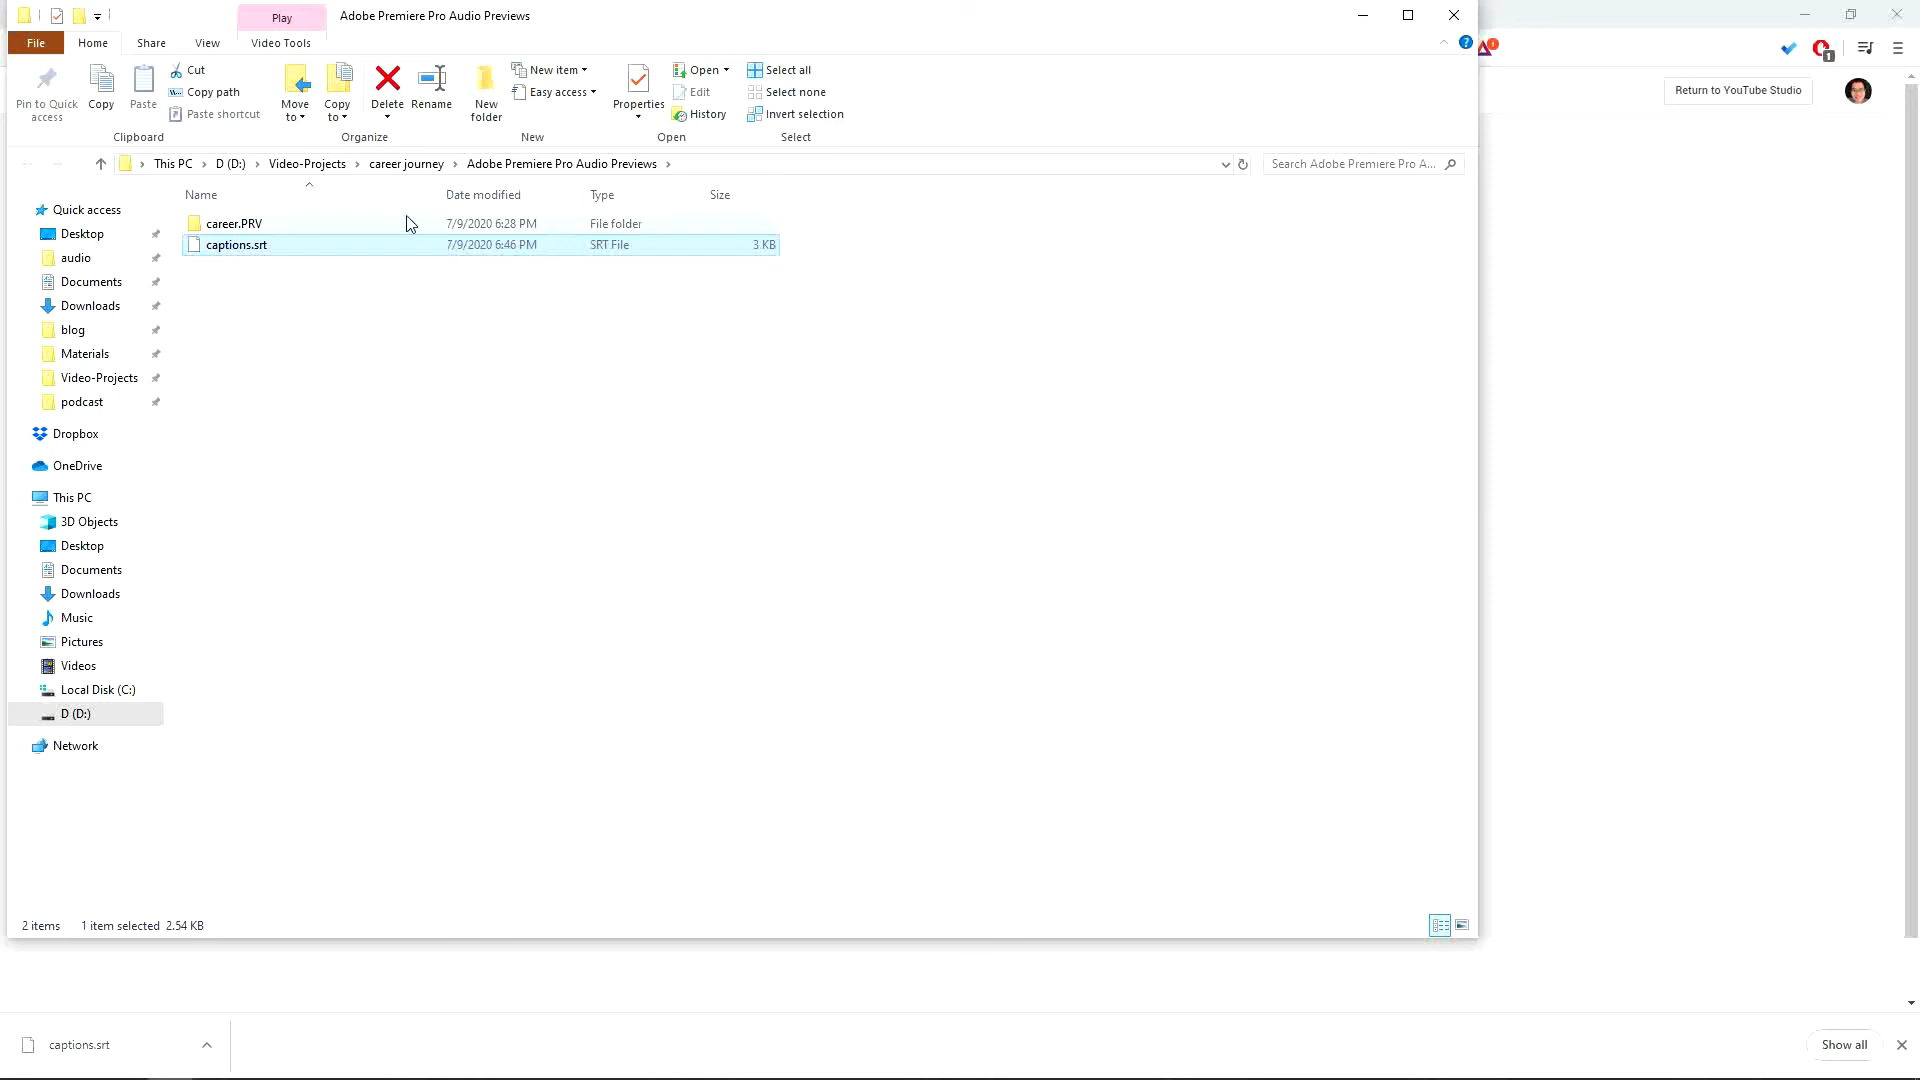 Play
Adobe Premiere Pro Audio Previews
File
Home
Share
View
Video Tools
Pin to Quick access
Copy
Paste
Cut
Copy path
Paste shortcut
Clipboard
Move to
Copy to
Delete
Rename
Organize
New folder
New item
Easy access
New
Properties
Open
Edit
History
Open
Select all
Select none
Invert selection
Select
This PC
D (D:)
Video-Projects
career journey
Adobe Premiere Pro Audio Previews
Search Adobe Premiere Pro A...
Return to YouTube Studio
1
Name
Date modified
Type
Size
career.PRV
7/9/2020 6:28 PM
File folder
captions.srt
7/9/2020 6:46 PM
SRT File
3 KB
Quick access
Desktop
audio
Documents
Downloads
blog
Materials
Video-Projects
podcast
Dropbox
OneDrive
This PC
3D Objects
Desktop
Documents
Downloads
Music
Pictures
Videos
Local Disk (C:)
D (D:)
Network
2 items
1 item selected 2.54 KB
captions.srt
Show all